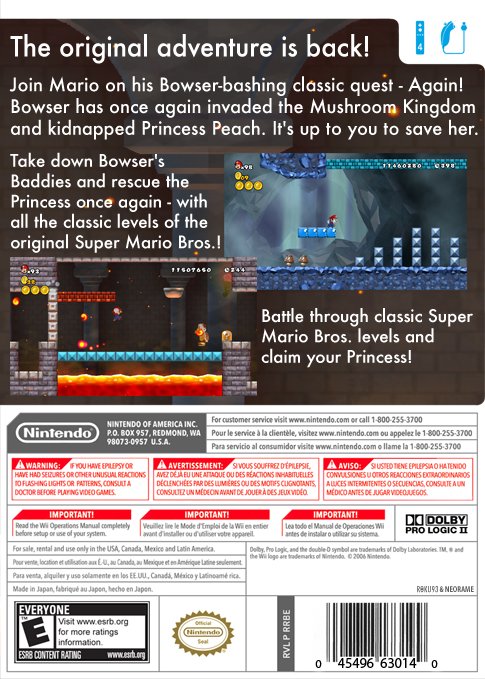 4
The original adventure is back!
Join Mario on his Bowser-bashing classic quest - Again!
Bowser has once again invaded the Mushroom Kingdom
and kidnapped Princess Peach. It's up to you to save her.
Take down Bowser's
Baddies and rescue the
Princess once again - with
all the classic levels of the
original Super Mario Bros.!
Battle through classic Super
Mario Bros. levels and
claim your Princess!
Nintendo
NINTENDO OF AMERICA INC.
P.O. BOX 957, REDMOND, WA
98073-0957 U.S.A.
For customer service visit www.nintendo.com or call 1-800-255-3700
Pour le service à la clientèle, visitez www.nintendo.com ou appelez le 1-800-255-3700
Para servicio al consumidor visite www.nintendo.com o llame la 1-800-255-3700
WARNING: IF YOU HAVE EPILEPSY OR
HAVE HAD SEIZURES OR OTHER UNUSUAL REACTIONS
TO FLASHING LIGHTS OR PATTERNS, CONSULT A
DOCTOR BEFORE PLAYING VIDEO GAMES.
AVERTISSEMENT: SI VOUS SOUFFREZ D'ÉPILEPSIE,
AVEZ DÉJÀ EU UNE ATTAQUE OU DES RÉACTIONS INHABITUELLES
DÉCLENCHÉES PAR DES LUMIÈRES OU DES MOTIFS CLIGNOTANTS,
CONSULTEZ UN MÉDECIN AVANT DE JOUER À DES JEUX VIDÉO.
AVISO: SI USTED TIENE EPILEPSIA O HA TENIDO
CONVULSIONES U OTRAS REACCIONES EXTRAORDINARIAS
A LUCES INTERMITENTES O SECUENCIAS, CONSULTE A UN
MÉDICO ANTES DE JUGAR VIDEOJUEGOS.
IMPORTANT!
Read the Wii Operations Manual completely
before setup or use of your system.
IMPORTANT!
Veuillez lire le Mode d'Emploi de la Wii en entier
avant d'installer ou d'utiliser votre appareil.
IMPORTANT!
Lea todo el Manual de Operaciones Wii
antes de instalar o utilizar su sistema.
DOLBY
PRO LOGIC II
For sale, rental and use only in the USA, Canada, Mexico and Latin America.
Pour vente, location et utilisation aux É.-U., au Canada, au Mexique et en Amérique Latine seulement.
Para venta, alquiler y uso solamente en los EE.UU., Canada, México y Latinoamé rica.
Made in Japan, fabriqué au Japon, hecho en Japon.
Dolby, Pro Logic, and the double-D symbol are trademarks of Dolby Laboratories. TM, ® and
the Wii logo are trademarks of Nintendo. © 2006 Nintendo.
R0KU93 & NEORAME
EVERYONE
E
Visit www.esrb.org
for more ratings
information.
ESRB CONTENT RATING www.esrb.org
Official
Nintendo
Seal
RVL P RRBE
0 45496 63014 0